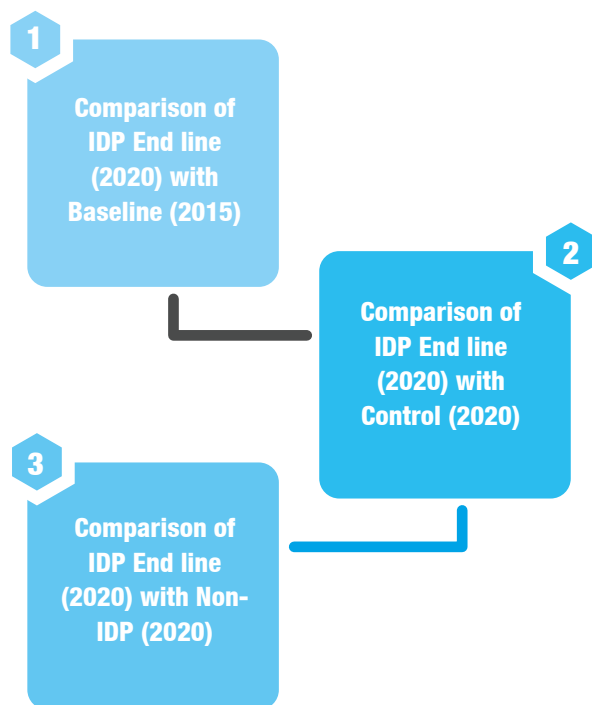 1
Comparison of
IDP End line
(2020) with
Baseline (2015)
2
Comparison of
IDP End line
(2020) with
Control (2020)
3
Comparison of
IDP End line
(2020) with Non-
IDP (2020)